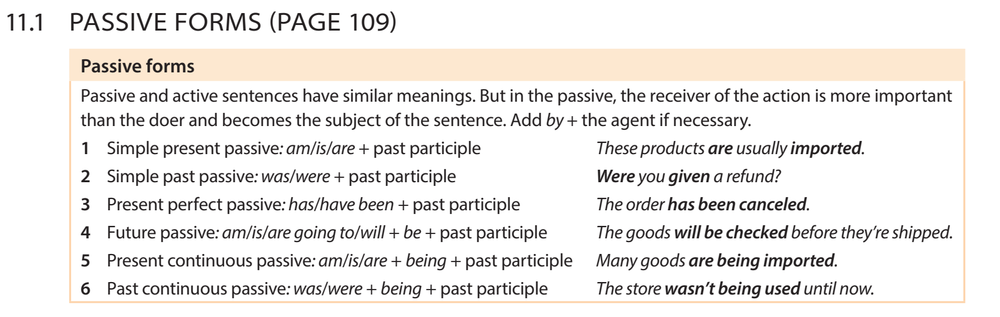 11.1 PASSIVE FORMS (PAGE 109)
Passive forms
Passive and active sentences have similar meanings. But in the passive, the receiver of the action is more important
than the doer and becomes the subject of the sentence. Add by + the agent if necessary.
1 Simple present passive: am/is/are + past participle These products are usually imported.
2 Simple past passive: was/were + past participle Were you given a refund?
3 Present perfect passive: has/have been + past participle The order has been canceled.
4 Future passive: am/is/are going to/will + be + past participle The goods will be checked before they're shipped.
5 Present continuous passive: am/is/are + being + past participle Many goods are being imported.
6 Past continuous passive: was/were + being + past participle The store wasn't being used until now.